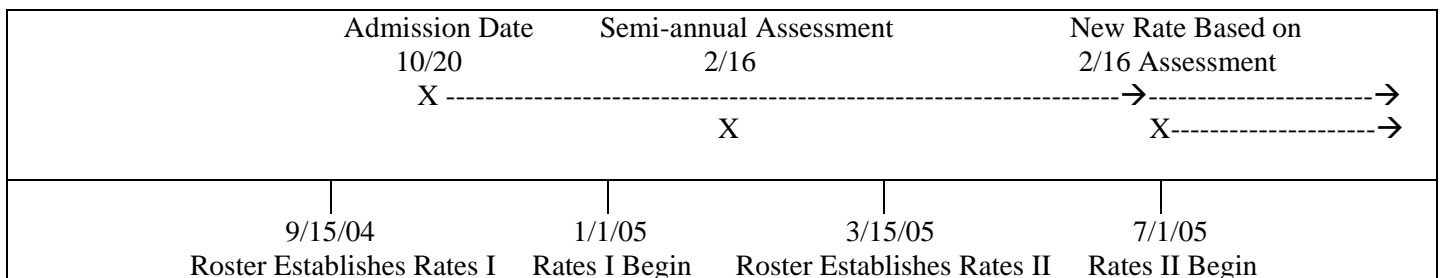 Admission Date Semi-annual Assessment New Rate Based on
10/20 2/16 2/16 Assessment
X ---------------------------------------------------------------------→-----------------------→
X X---------------------→
9/15/04 1/1/05 3/15/05 7/1/05
Roster Establishes Rates I Rates I Begin Roster Establishes Rates II Rates II Begin